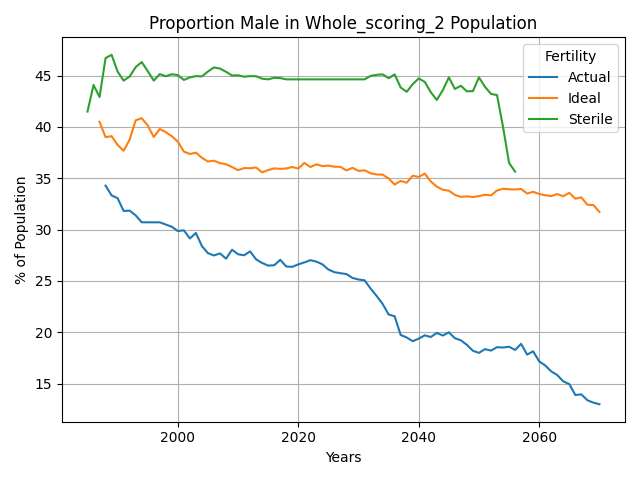 Proportion Male in Whole_scoring_2 Population
Fertility
Actual
Ideal
Sterile
% of Population
45
40
35
30
25
20
15
2000
2020
2040
2060
Years